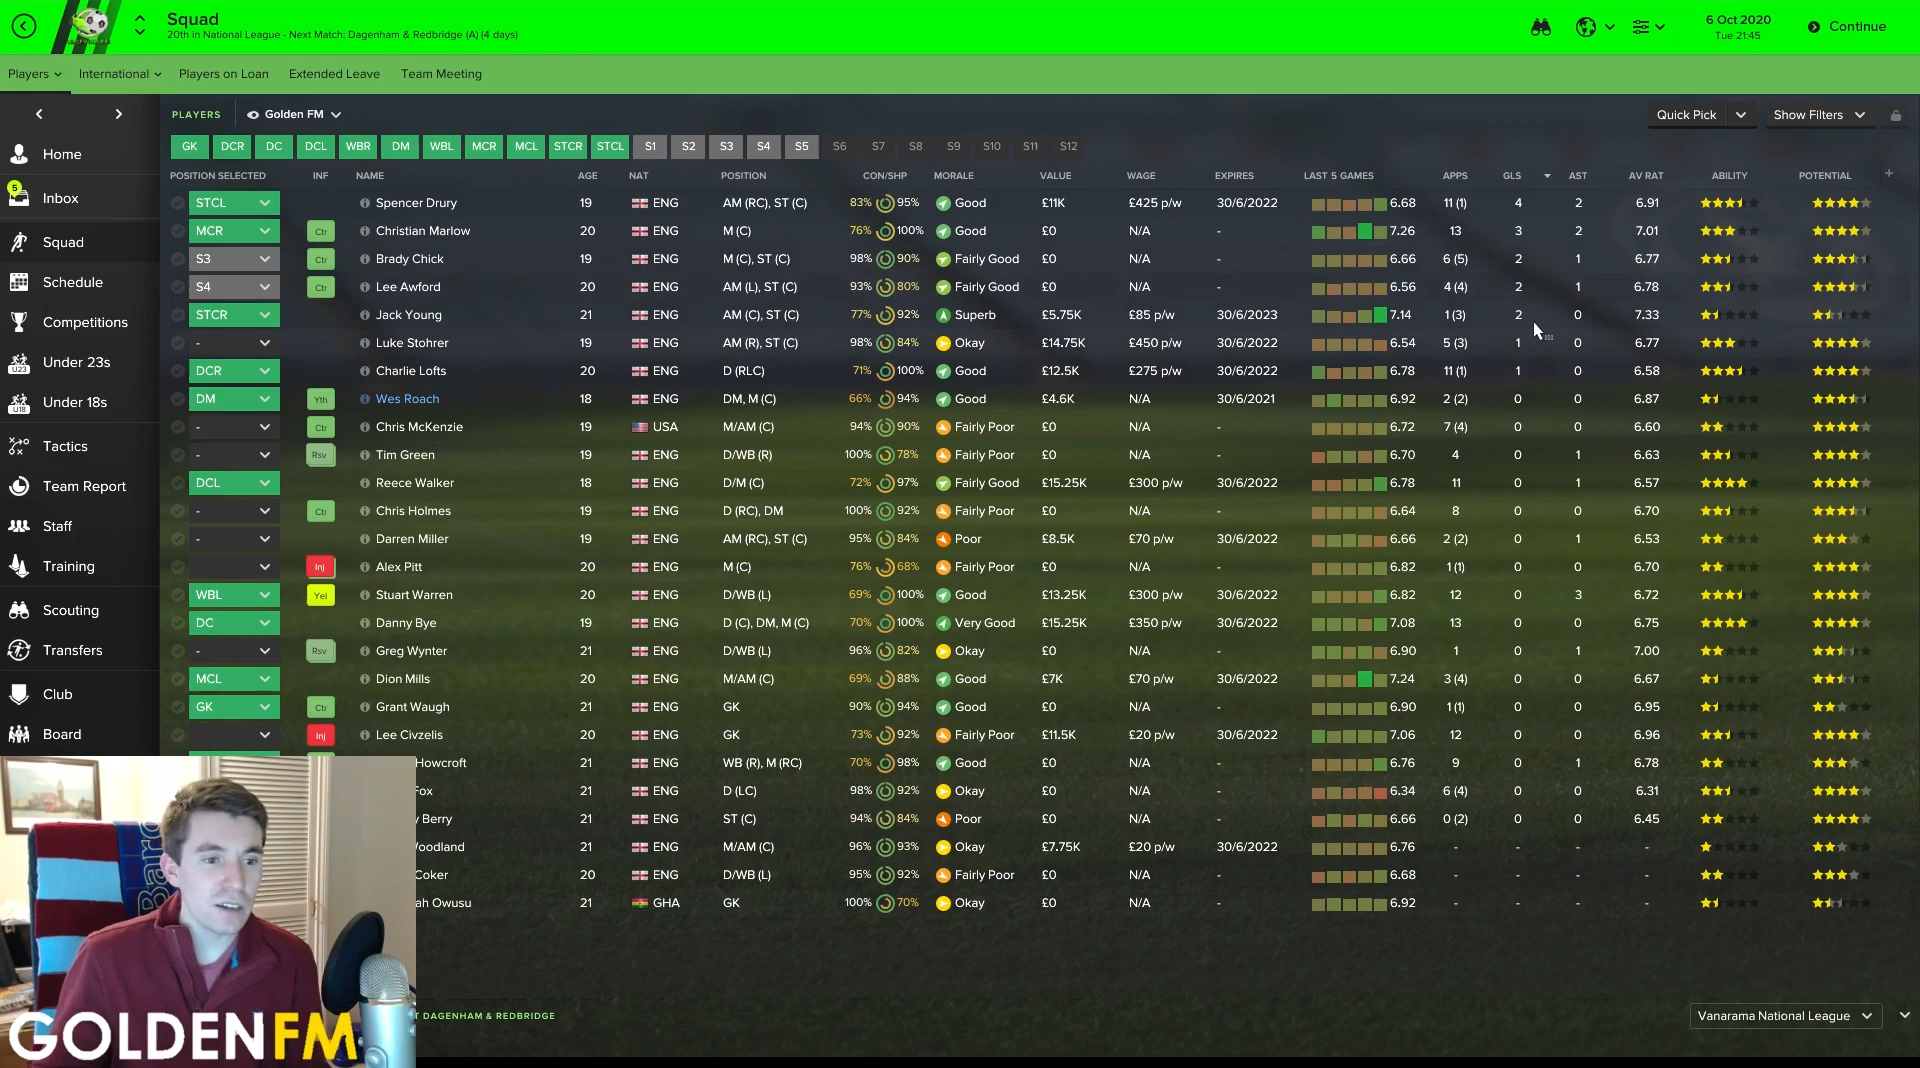 Squad
20th in National League - Next Match: Dagenham & Redbridge (A) (4 days)
6 Oct 2020
Tue 21:45
Continue
Players International Players on Loan Extended Leave Team Meeting
PLAYERS Golden FM Quick Pick Show Filters
GK DCR DC DCL WBR DM WBL MCR MCL STCR STCL S1 S2 S3 S4 S5 S6 S7 S8 S9 S10 S11 S12
POSITION SELECTED INF NAME AGE NAT POSITION CON/SHP MORALE VALUE WAGE EXPIRES LAST 5 GAMES APPS GLS AST AV RAT ABILITY POTENTIAL +
STCL Spencer Drury 19 ENG AM (RC), ST (C) 83% 95% Good £11K £425 p/w 30/6/2022 6.68 11 (1) 4 2 6.91
MCR Ctr Christian Marlow 20 ENG M (C) 76% 100% Good £0 N/A - 7.26 13 3 2 7.01
S3 Ctr Brady Chick 19 ENG M (C), ST (C) 98% 90% Fairly Good £0 N/A - 6.66 6 (5) 2 1 6.77
S4 Ctr Lee Awford 20 ENG AM (L), ST (C) 93% 80% Fairly Good £0 N/A - 6.56 4 (4) 2 1 6.78
STCR Jack Young 21 ENG AM (C), ST (C) 77% 92% Superb £5.75K £85 p/w 30/6/2023 7.14 1 (3) 2 0 7.33
- Luke Stohrer 19 ENG AM (R), ST (C) 98% 84% Okay £14.75K £450 p/w 30/6/2022 6.54 5 (3) 1 0 6.77
DCR Charlie Lofts 20 ENG D (RLC) 71% 100% Good £12.5K £275 p/w 30/6/2022 6.78 11 (1) 1 0 6.58
DM Yth Wes Roach 18 ENG DM, M (C) 66% 94% Good £4.6K N/A 30/6/2021 6.92 2 (2) 0 0 6.87
- Ctr Chris McKenzie 19 USA M/AM (C) 94% 90% Fairly Poor £0 N/A - 6.72 7 (4) 0 0 6.60
- Rsv Tim Green 19 ENG D/WB (R) 100% 78% Fairly Poor £0 N/A - 6.70 4 0 1 6.63
DCL Reece Walker 18 ENG D/M (C) 72% 97% Fairly Good £15.25K £300 p/w 30/6/2022 6.78 11 0 1 6.57
- Ctr Chris Holmes 19 ENG D (RC), DM 100% 92% Fairly Poor £0 N/A - 6.64 8 0 0 6.70
- Darren Miller 19 ENG AM (RC), ST (C) 95% 84% Poor £8.5K £70 p/w 30/6/2022 6.66 2 (2) 0 1 6.53
Inj Alex Pitt 20 ENG M (C) 76% 68% Fairly Poor £0 N/A - 6.82 1 (1) 0 0 6.70
WBL Yel Stuart Warren 20 ENG D/WB (L) 69% 100% Good £13.25K £300 p/w 30/6/2022 6.82 12 0 3 6.72
DC Danny Bye 19 ENG D (C), DM, M (C) 70% 100% Very Good £15.25K £350 p/w 30/6/2022 7.08 13 0 0 6.75
- Rsv Greg Wynter 21 ENG D/WB (L) 96% 82% Okay £0 N/A - 6.90 1 0 1 7.00
MCL Dion Mills 20 ENG M/AM (C) 69% 88% Good £7K £70 p/w 30/6/2022 7.24 3 (4) 0 0 6.67
GK Ctr Grant Waugh 21 ENG GK 90% 94% Good £0 N/A - 6.90 1 (1) 0 0 6.95
Inj Lee Civzelis 20 ENG GK 73% 92% Fairly Poor £11.5K £20 p/w 30/6/2022 7.06 12 0 0 6.96
Howcroft 21 ENG WB (R), M (RC) 70% 98% Good £0 N/A - 6.76 9 0 1 6.78
Fox 21 ENG D (LC) 98% 92% Okay £0 N/A - 6.34 6 (4) 0 0 6.31
y Berry 21 ENG ST (C) 94% 84% Poor £0 N/A - 6.66 0 (2) 0 0 6.45
oodland 21 ENG M/AM (C) 96% 93% Okay £7.75K £20 p/w 30/6/2022 6.76 - - - -
Coker 20 ENG D/WB (L) 95% 92% Fairly Poor £0 N/A - 6.68 - - - -
ah Owusu 21 GHA GK 100% 70% Okay £0 N/A - 6.92 - - - -
Home
5
Inbox
Squad
Schedule
Competitions
U23
Under 23s
U18
Under 18s
Tactics
Team Report
Staff
Training
Scouting
Transfers
Club
Board
T DAGENHAM & REDBRIDGE
Vanarama National League
GOLDENFM